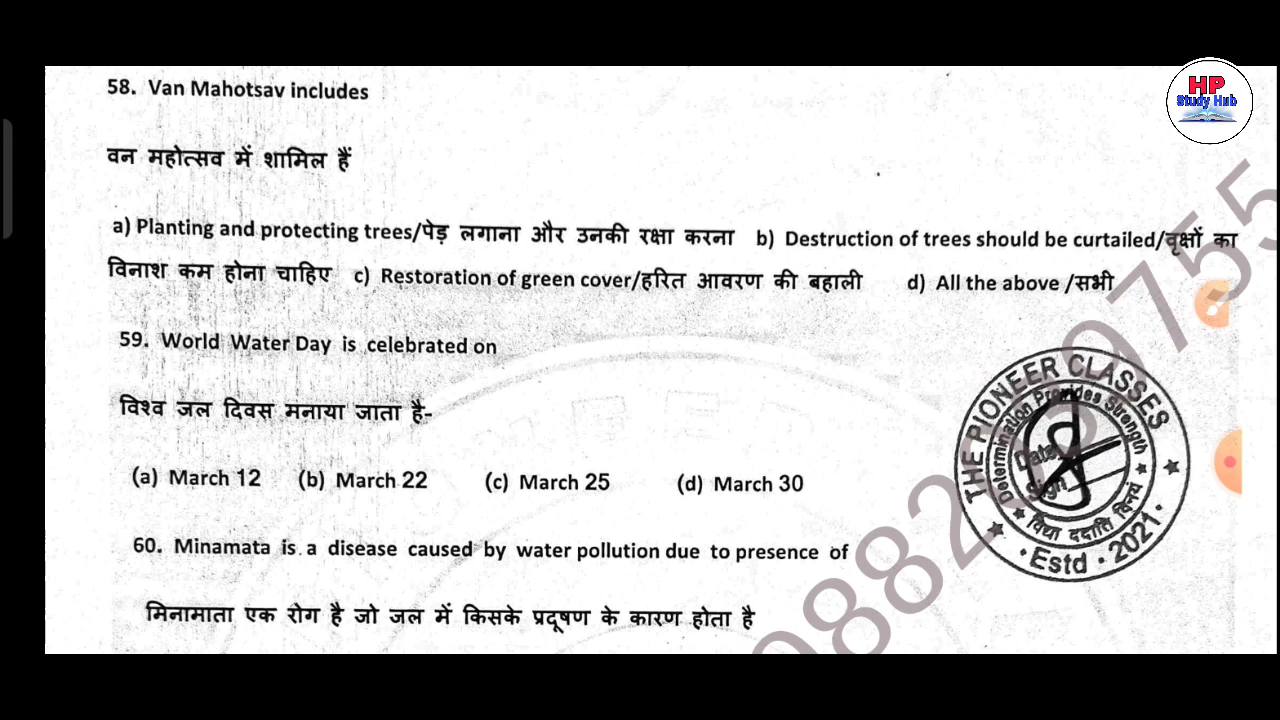 HP
Study Hub
58. Van Mahotsav includes
वन महोत्सव में शामिल हैं
a) Planting and protecting trees/पेड़ लगाना और उनकी रक्षा करना b) Destruction of trees should be curtailed/वृक्षों का
विनाश कम होना चाहिए c) Restoration of green cover/हरित आवरण की बहाली d) All the above /सभी
59. World Water Day is celebrated on
विश्व जल दिवस मनाया जाता है-
(a) March 12 (b) March 22 (c) March 25 (d) March 30
60. Minamata is a disease caused by water pollution due to presence of
मिनामाता एक रोग है जो जल में किसके प्रदूषण के कारण होता है
THE PIONEER CLASSES
Determination Provides Strength
Date
Sign
विद्या ददाति विनयं
Estd · 2021